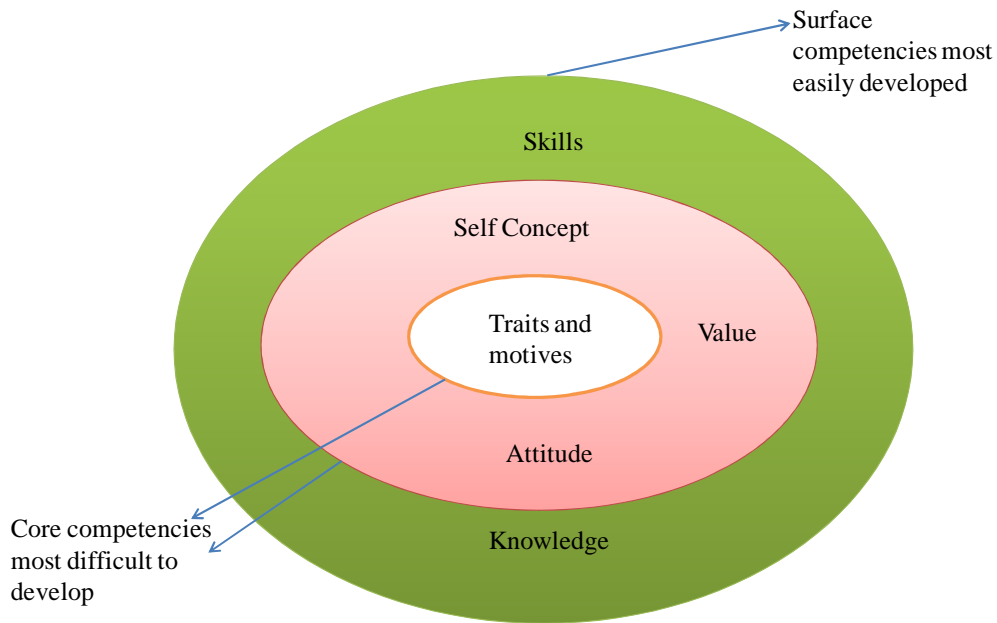 Surface
competencies most
easily developed
Skills
Self Concept
Traits and
motives
Value
Attitude
Core competencies
most difficult to
develop
Knowledge